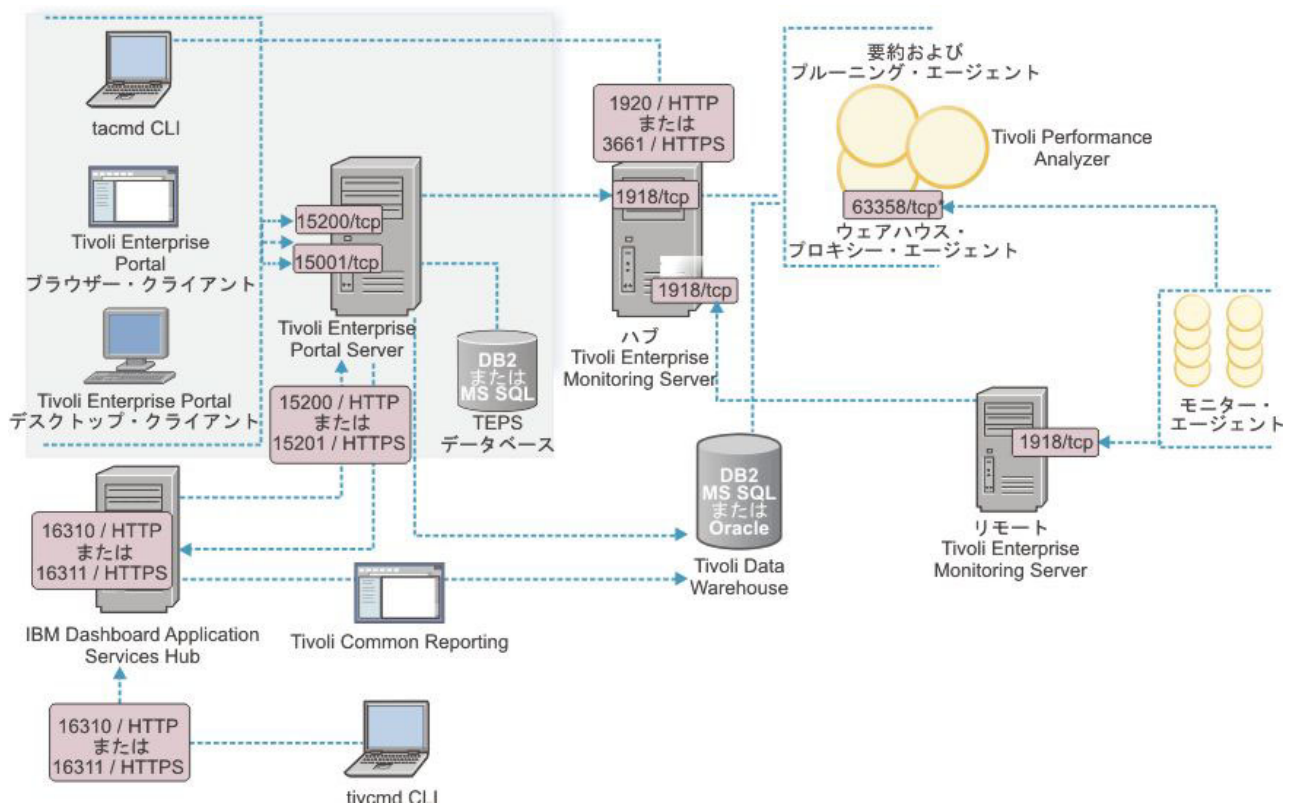 tacmd CLI
Tivoli Enterprise
Portal
ブラウザー・クライアント
Tivoli Enterprise Portal
デスクトップ・クライアント
15200/tcp
15001/tcp
Tivoli Enterprise
Portal Server
DB2
または
MS SQL
TEPS
データベース
1920 / HTTP
または
3661 / HTTPS
1918/tcp
1918/tcp
ハブ
Tivoli Enterprise
Monitoring Server
要約および
プルーニング・エージェント
Tivoli Performance
Analyzer
63358/tcp*
ウェアハウス・
プロキシー・エージェント
モニター・
エージェント
1918/tcp
リモート
Tivoli Enterprise
Monitoring Server
15200 / HTTP
または
15201 / HTTPS
DB2
MS SQL
または
Oracle
Tivoli Data
Warehouse
16310 / HTTP
または
16311 / HTTPS
IBM Dashboard Application
Services Hub
Tivoli Common Reporting
16310 / HTTP
または
16311 / HTTPS
tivcmd CLI